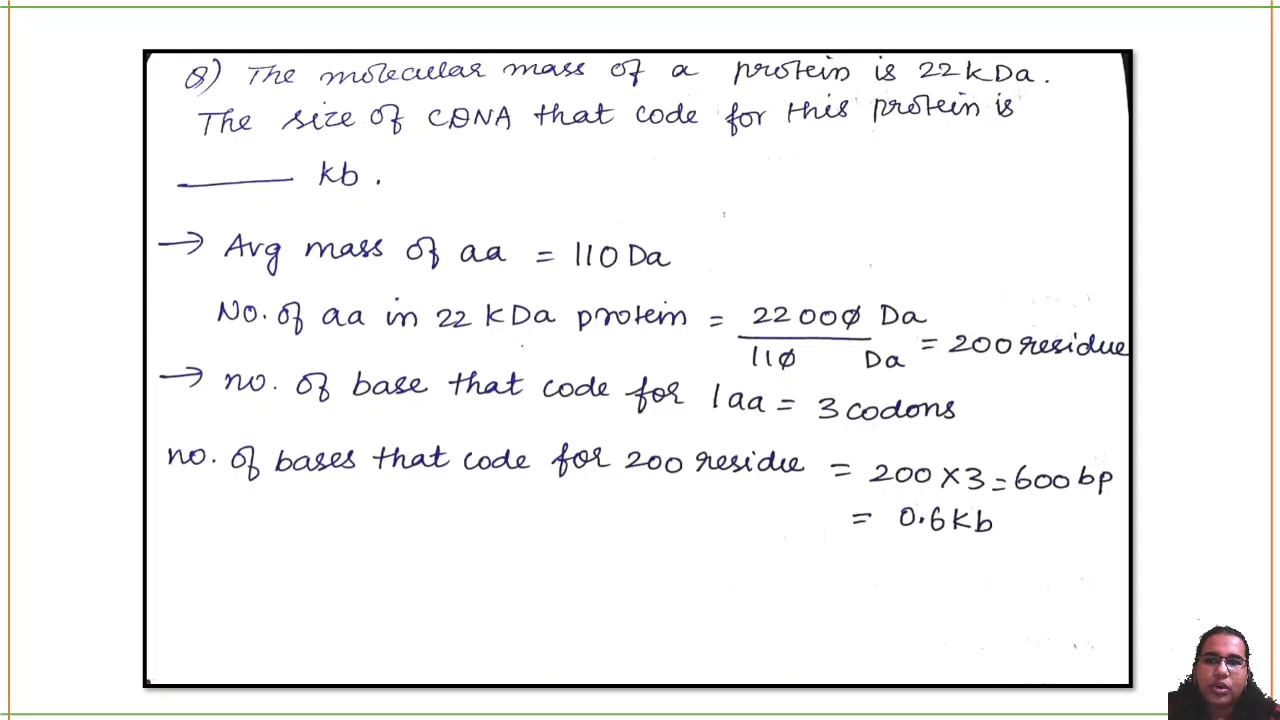 Q) The molecular mass of a protein is 22 kDa.
The size of CDNA that code for this protein is
______ kb.
→ Avg mass of aa = 110 Da
No. of aa in 22 kDa protein = 22000 Da / 110 Da = 200 residue
→ no. of base that code for 1aa = 3 codons
no. of bases that code for 200 residue = 200 × 3 = 600 bp
= 0.6 Kb